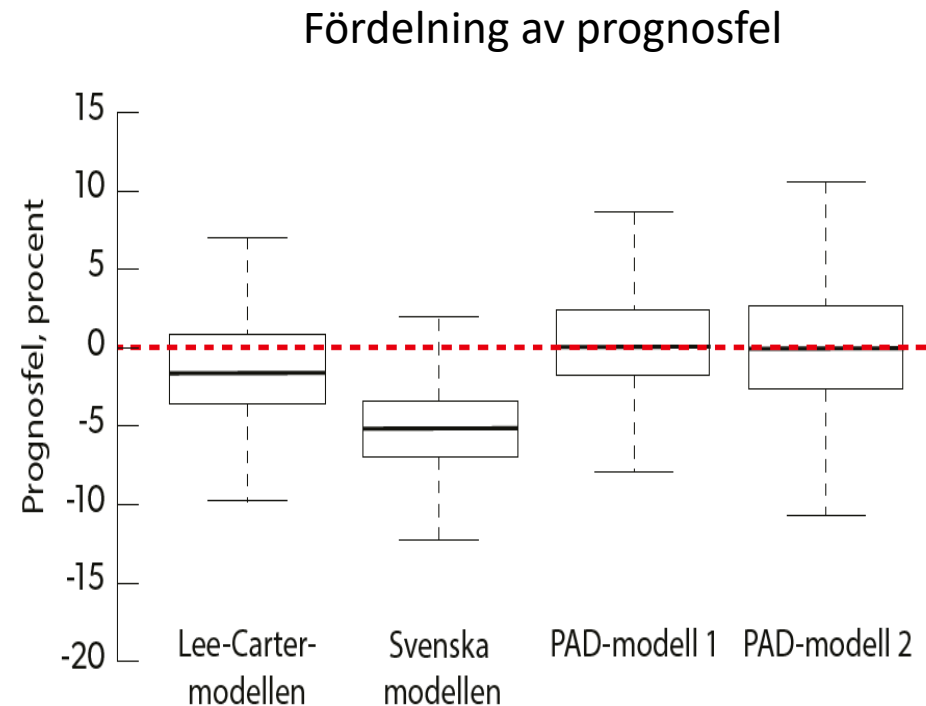 Fördelning av prognosfel
Prognosfel, procent
15
10
5
0
-5
-10
-15
-20
Lee-Carter-
modellen
Svenska
modellen
PAD-modell 1
PAD-modell 2